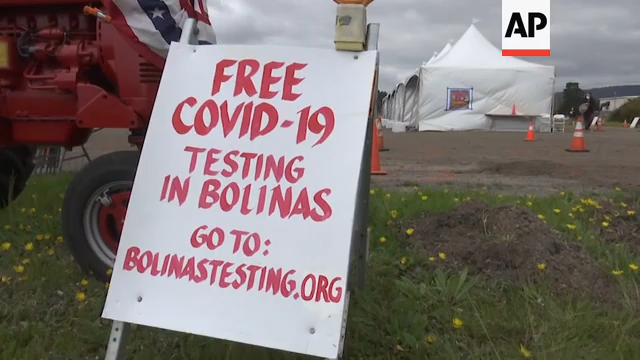 AP
FREE
COVID-19
TESTING
IN BOLINAS
GO TO:
BOLINASTESTING.ORG